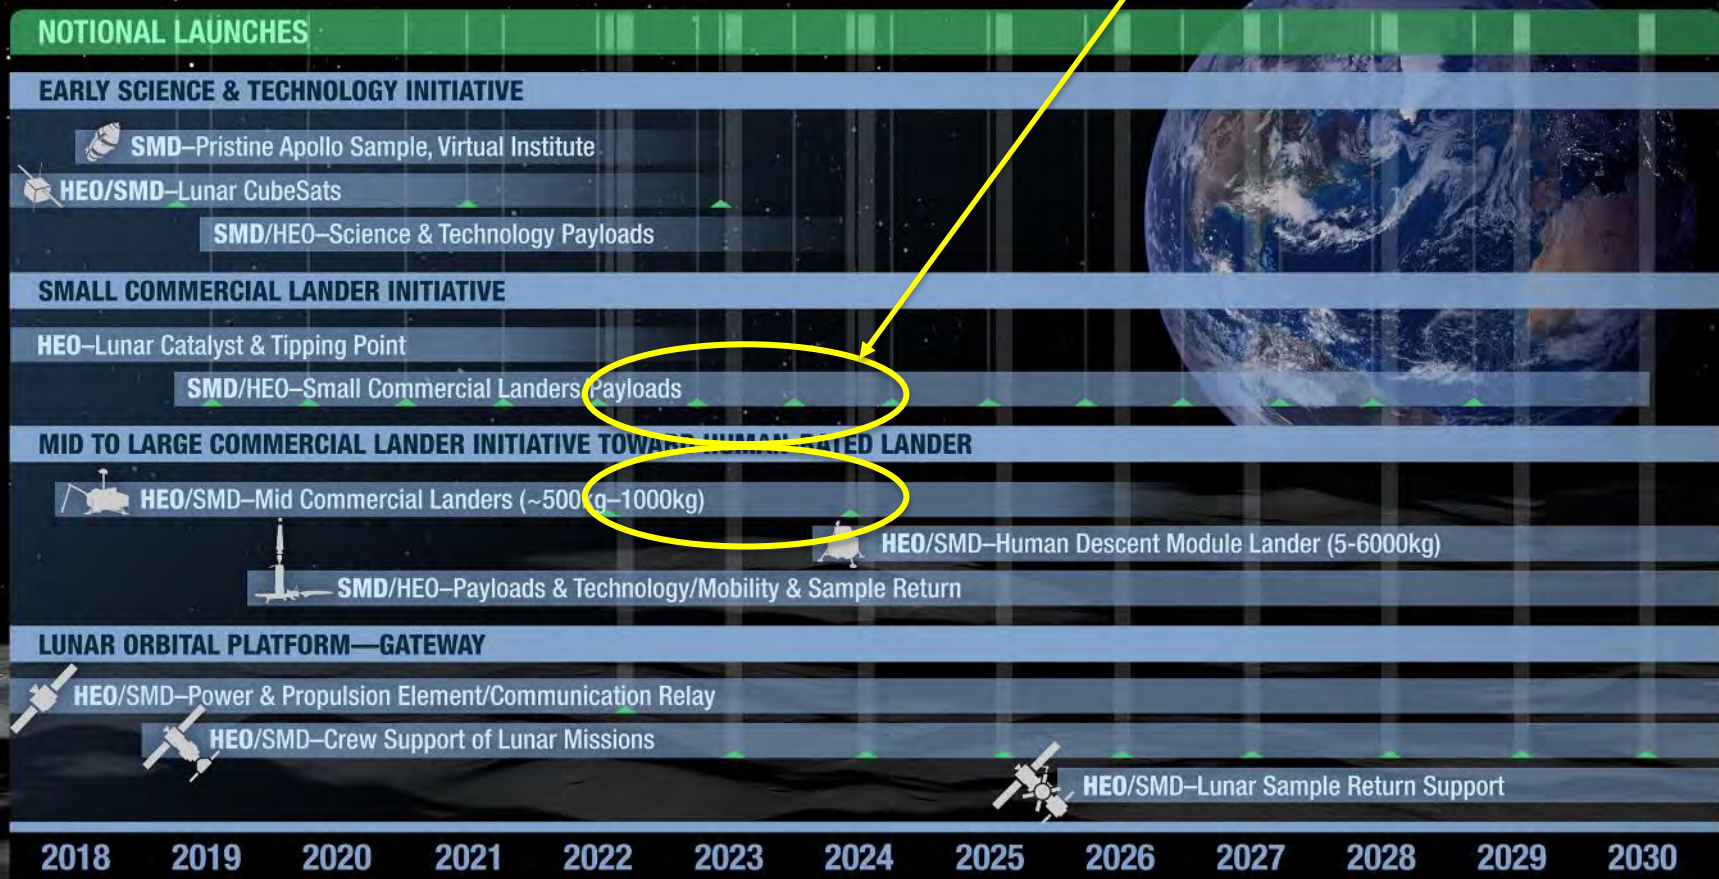 NOTIONAL LAUNCHES
EARLY SCIENCE & TECHNOLOGY INITIATIVE
SMD–Pristine Apollo Sample, Virtual Institute
HEO/SMD–Lunar CubeSats
SMD/HEO–Science & Technology Payloads
SMALL COMMERCIAL LANDER INITIATIVE
HEO–Lunar Catalyst & Tipping Point
SMD/HEO–Small Commercial Landers/Payloads
MID TO LARGE COMMERCIAL LANDER INITIATIVE TOWARD HUMAN-RATED LANDER
HEO/SMD–Mid Commercial Landers (~500kg–1000kg)
HEO/SMD–Human Descent Module Lander (5-6000kg)
SMD/HEO–Payloads & Technology/Mobility & Sample Return
LUNAR ORBITAL PLATFORM—GATEWAY
HEO/SMD–Power & Propulsion Element/Communication Relay
HEO/SMD–Crew Support of Lunar Missions
HEO/SMD–Lunar Sample Return Support
2018 2019 2020 2021 2022 2023 2024 2025 2026 2027 2028 2029 2030